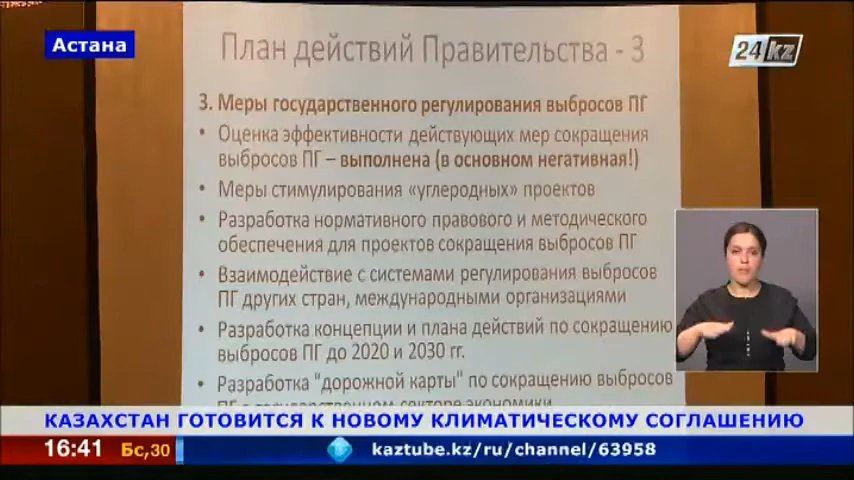 Астана
План действий Правительства - 3
24kz
3. Меры государственного регулирования выбросов ПГ
• Оценка эффективности действующих мер сокращения
выбросов ПГ – выполнена (в основном негативная!)
• Меры стимулирования «углеродных» проектов
• Разработка нормативного правового и методического
обеспечения для проектов сокращения выбросов ПГ
• Взаимодействие с системами регулирования выбросов
ПГ других стран, международными организациями
• Разработка концепции и плана действий по сокращению
выбросов ПГ до 2020 и 2030 гг.
• Разработка "дорожной карты" по сокращению выбросов
ПГ в государственном секторе экономики
КАЗАХСТАН ГОТОВИТСЯ К НОВОМУ КЛИМАТИЧЕСКОМУ СОГЛАШЕНИЮ
16:41 Бс,30 kaztube.kz/ru/channel/63958